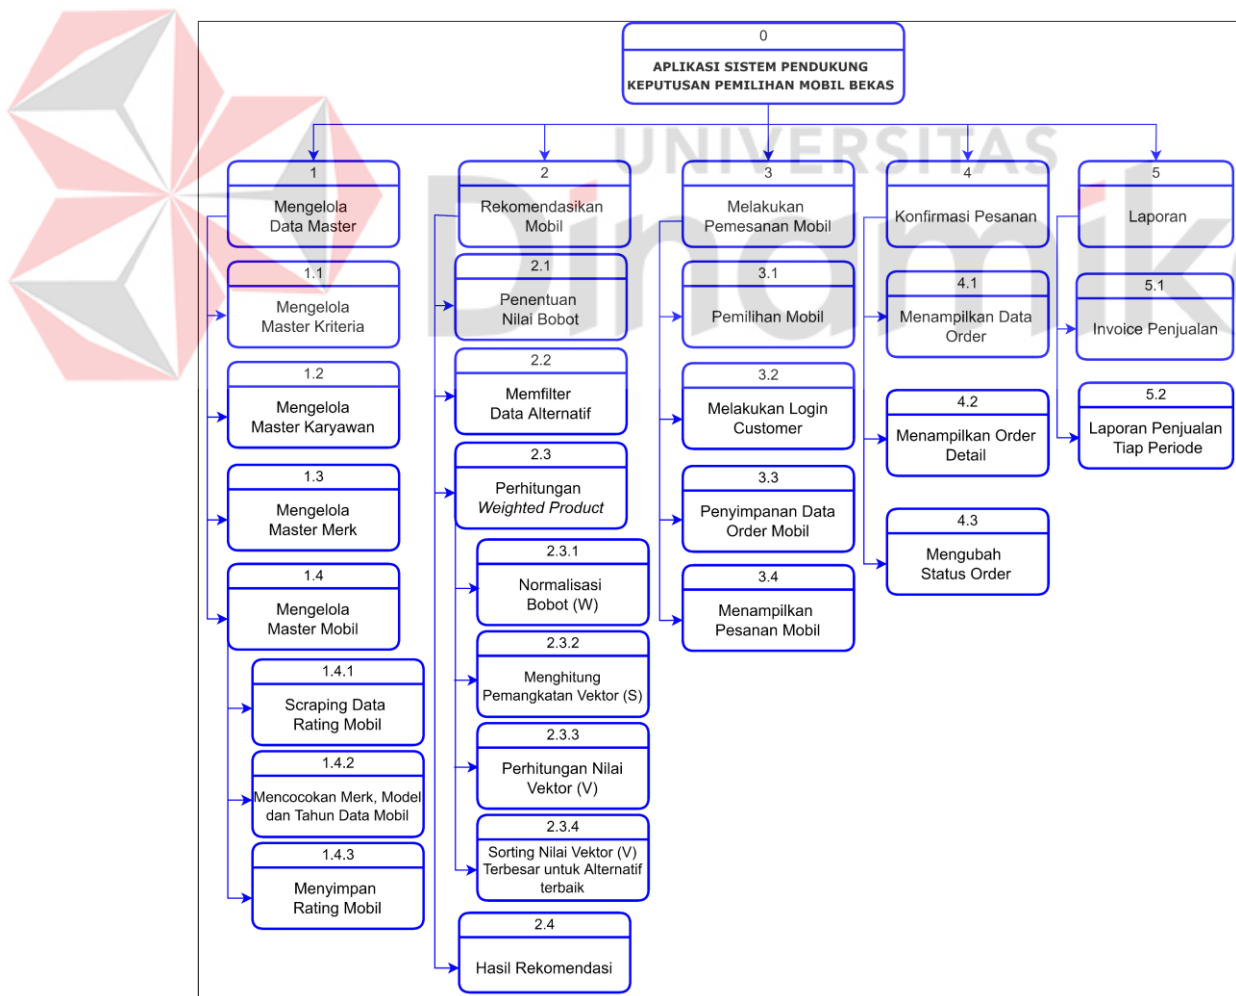 0
APLIKASI SISTEM PENDUKUNG
KEPUTUSAN PEMILIHAN MOBIL BEKAS
UNIVERSITAS
Dinamika
1
Mengelola
Data Master
1.1
Mengelola
Master Kriteria
1.2
Mengelola
Master Karyawan
1.3
Mengelola
Master Merk
1.4
Mengelola
Master Mobil
1.4.1
Scraping Data
Rating Mobil
1.4.2
Mencocokan Merk, Model
dan Tahun Data Mobil
1.4.3
Menyimpan
Rating Mobil
2
Rekomendasikan
Mobil
2.1
Penentuan
Nilai Bobot
2.2
Memfilter
Data Alternatif
2.3
Perhitungan
Weighted Product
2.3.1
Normalisasi
Bobot (W)
2.3.2
Menghitung
Pemangkatan Vektor (S)
2.3.3
Perhitungan Nilai
Vektor (V)
2.3.4
Sorting Nilai Vektor (V)
Terbesar untuk Alternatif
terbaik
2.4
Hasil Rekomendasi
3
Melakukan
Pemesanan Mobil
3.1
Pemilihan Mobil
3.2
Melakukan Login
Customer
3.3
Penyimpanan Data
Order Mobil
3.4
Menampilkan
Pesanan Mobil
4
Konfirmasi Pesanan
4.1
Menampilkan Data
Order
4.2
Menampilkan Order
Detail
4.3
Mengubah
Status Order
5
Laporan
5.1
Invoice Penjualan
5.2
Laporan Penjualan
Tiap Periode